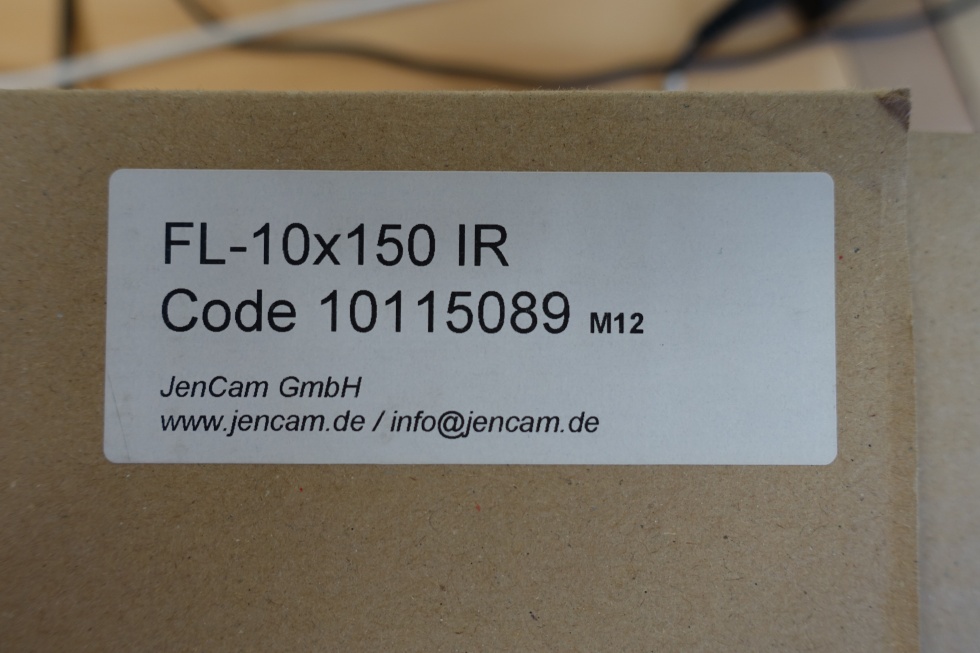 FL-10x150 IR
Code 10115089 M12
JenCam GmbH
www.jencam.de / info@jencam.de